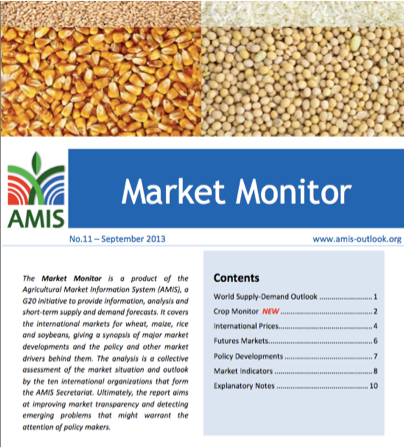 Market Monitor
AMIS
No.11 – September 2013
www.amis-outlook.org
The Market Monitor is a product of the
Agricultural Market Information System (AMIS), a
G20 initiative to provide information, analysis and
short-term supply and demand forecasts. It covers
the international markets for wheat, maize, rice
and soybeans, giving a synopsis of major market
developments and the policy and other market
drivers behind them. The analysis is a collective
assessment of the market situation and outlook
by the ten international organizations that form
the AMIS Secretariat. Ultimately, the report aims
at improving market transparency and detecting
emerging problems that might warrant the
attention of policy makers.
Contents
World Supply-Demand Outlook ..................... 1
Crop Monitor NEW ................................... 2
International Prices................................... 4
Futures Markets....................................... 6
Policy Developments ................................. 7
Market Indicators ..................................... 8
Explanatory Notes ................................... 10